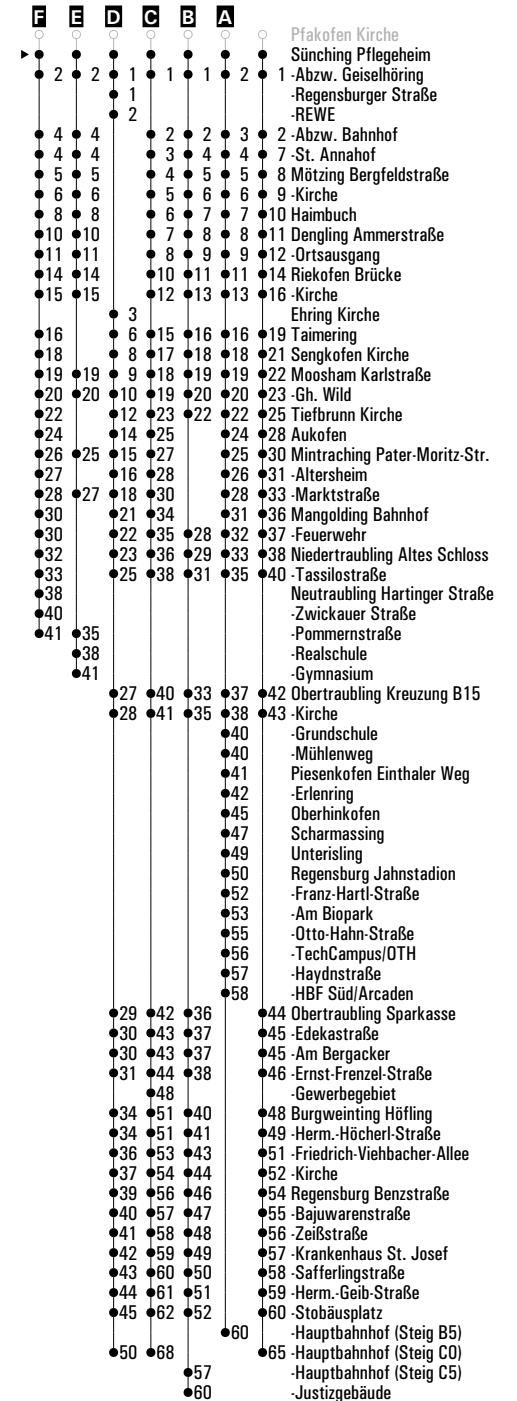 F E D C B A
Pfakofen Kirche
Sünching Pflegeheim
2 2 1 1 1 2 1 -Abzw. Geiselhöring
1 -Regensburger Straße
2 -REWE
4 4 2 2 3 2 -Abzw. Bahnhof
4 4 3 4 4 7 -St. Annahof
5 5 4 5 5 8 Mötzing Bergfeldstraße
6 6 5 6 6 9 -Kirche
8 8 6 7 7 10 Haimbuch
10 10 7 8 8 11 Dengling Ammerstraße
11 11 8 9 9 12 -Ortsausgang
14 14 10 11 11 14 Riekofen Brücke
15 15 12 13 13 16 -Kirche
3 Ehring Kirche
16 6 15 16 16 19 Taimering
18 8 17 18 18 21 Sengkofen Kirche
19 19 9 18 19 19 22 Moosham Karlstraße
20 20 10 19 20 20 23 -Gh. Wild
22 12 23 22 22 25 Tiefbrunn Kirche
24 14 25 24 28 Aukofen
26 25 15 27 25 30 Mintraching Pater-Moritz-Str.
27 16 28 26 31 -Altersheim
28 27 18 30 28 33 -Marktstraße
30 21 34 31 36 Mangolding Bahnhof
30 22 35 28 32 37 -Feuerwehr
32 23 36 29 33 38 Niedertraubling Altes Schloss
33 25 38 31 35 40 -Tassilostraße
38 Neutraubling Hartinger Straße
40 -Zwickauer Straße
41 35 -Pommernstraße
38 -Realschule
41 -Gymnasium
27 40 33 37 42 Obertraubling Kreuzung B15
28 41 35 38 43 -Kirche
40 -Grundschule
40 -Mühlenweg
41 Piesenkofen Einthaler Weg
42 -Erlenring
45 Oberhinkofen
47 Scharmassing
49 Unterisling
50 Regensburg Jahnstadion
52 -Franz-Hartl-Straße
53 -Am Biopark
55 -Otto-Hahn-Straße
56 -TechCampus/OTH
57 -Haydnstraße
58 -HBF Süd/Arcaden
29 42 36 44 Obertraubling Sparkasse
30 43 37 45 -Edekastraße
30 43 37 45 -Am Bergacker
31 44 38 46 -Ernst-Frenzel-Straße
48 -Gewerbegebiet
34 51 40 48 Burgweinting Höfling
34 51 41 49 -Herm.-Höcherl-Straße
36 53 43 51 -Friedrich-Viehbacher-Allee
37 54 44 52 -Kirche
39 56 46 54 Regensburg Benzstraße
40 57 47 55 -Bajuwarenstraße
41 58 48 56 -Zeißstraße
42 59 49 57 -Krankenhaus St. Josef
43 60 50 58 -Safferlingstraße
44 61 51 59 -Herm.-Geib-Straße
45 62 52 60 -Stobäusplatz
60 -Hauptbahnhof (Steig B5)
50 68 65 -Hauptbahnhof (Steig C0)
57 -Hauptbahnhof (Steig C5)
60 -Justizgebäude